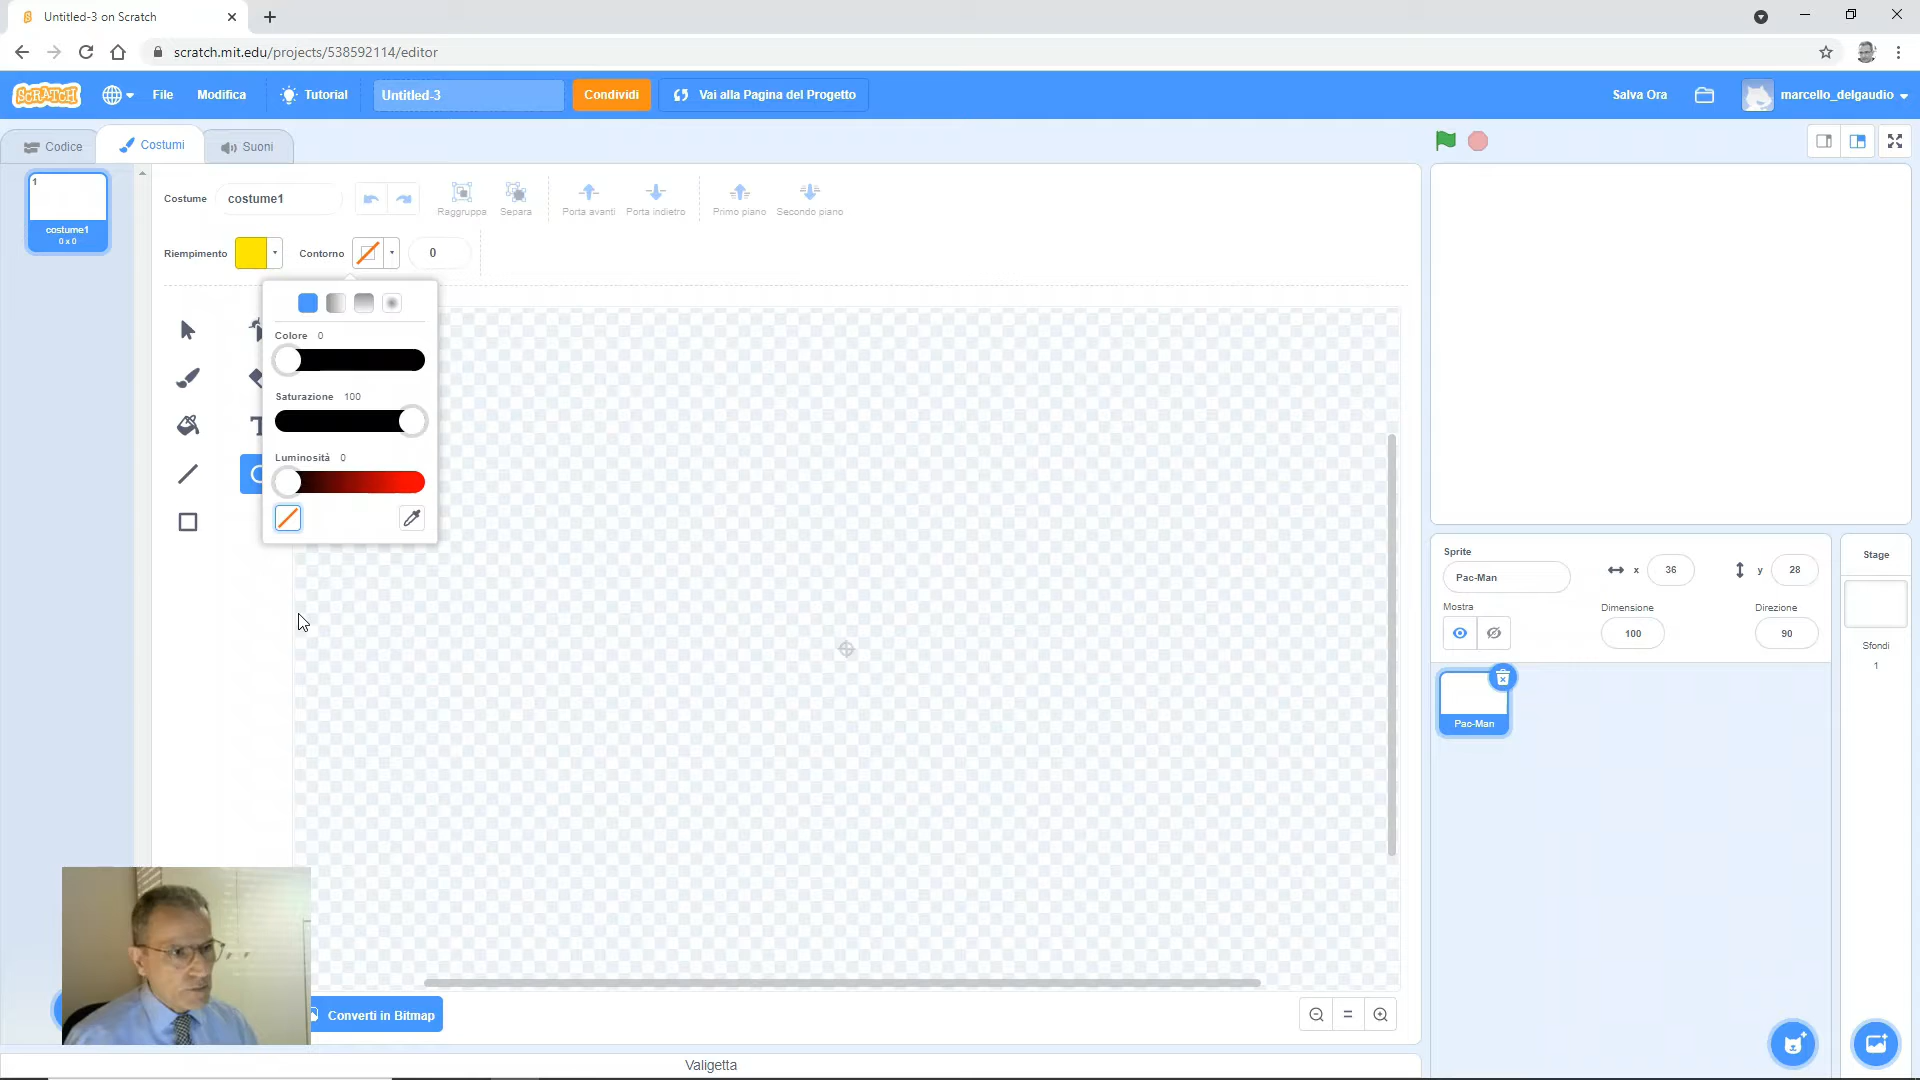 Untitled-3 on Scratch
scratch.mit.edu/projects/538592114/editor
SCRATCH
File
Modifica
Tutorial
Untitled-3
Condividi
Vai alla Pagina del Progetto
Salva Ora
marcello_delgaudio
Codice
Costumi
Suoni
1
costume1
0 x 0
Costume
costume1
Raggruppa
Separa
Porta avanti
Porta indietro
Primo piano
Secondo piano
Riempimento
Contorno
0
Colore 0
Saturazione 100
Luminosità 0
T
Converti in Bitmap
=
Valigetta
Sprite
Pac-Man
x 36
y 28
Mostra
Dimensione
100
Direzione
90
Pac-Man
Stage
Sfondi
1